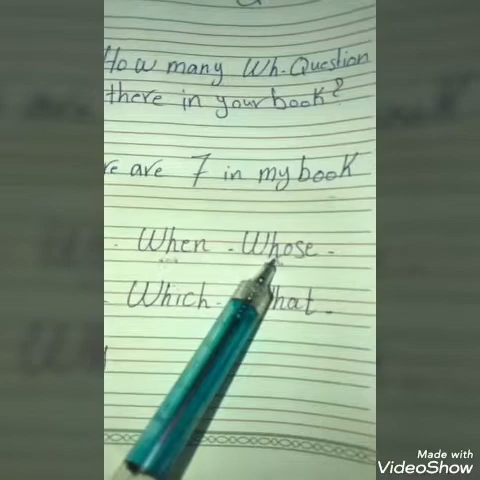 How many Wh-Question
there in your book?
are 7 in my book
. When - Whose -
Which - What -
Made with
VideoShow